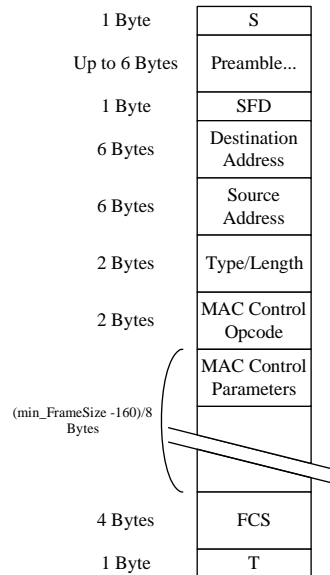 1 Byte S
Up to 6 Bytes Preamble...
1 Byte SFD
6 Bytes Destination
Address
6 Bytes Source
Address
2 Bytes Type/Length
2 Bytes MAC Control
Opcode
MAC Control
Parameters
(min_FrameSize -160)/8
Bytes
4 Bytes FCS
1 Byte T